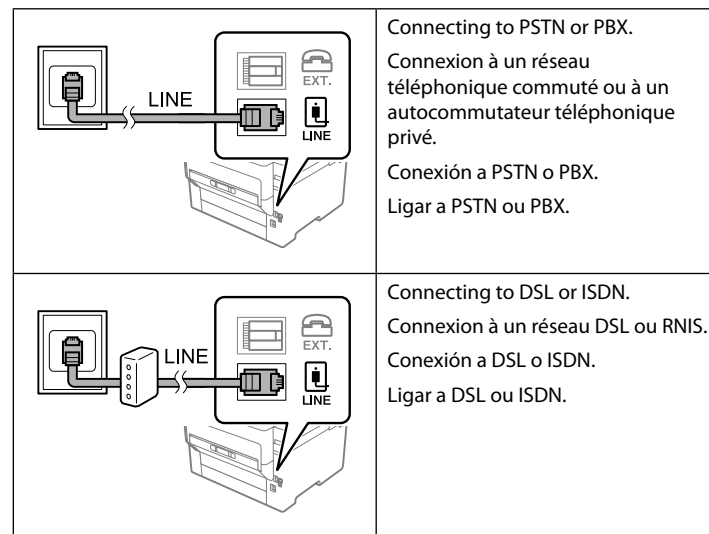 LINE
EXT.
LINE
Connecting to PSTN or PBX.
Connexion à un réseau
téléphonique commuté ou à un
autocommutateur téléphonique
privé.
Conexión a PSTN o PBX.
Ligar a PSTN ou PBX.
LINE
EXT.
LINE
Connecting to DSL or ISDN.
Connexion à un réseau DSL ou RNIS.
Conexión a DSL o ISDN.
Ligar a DSL ou ISDN.